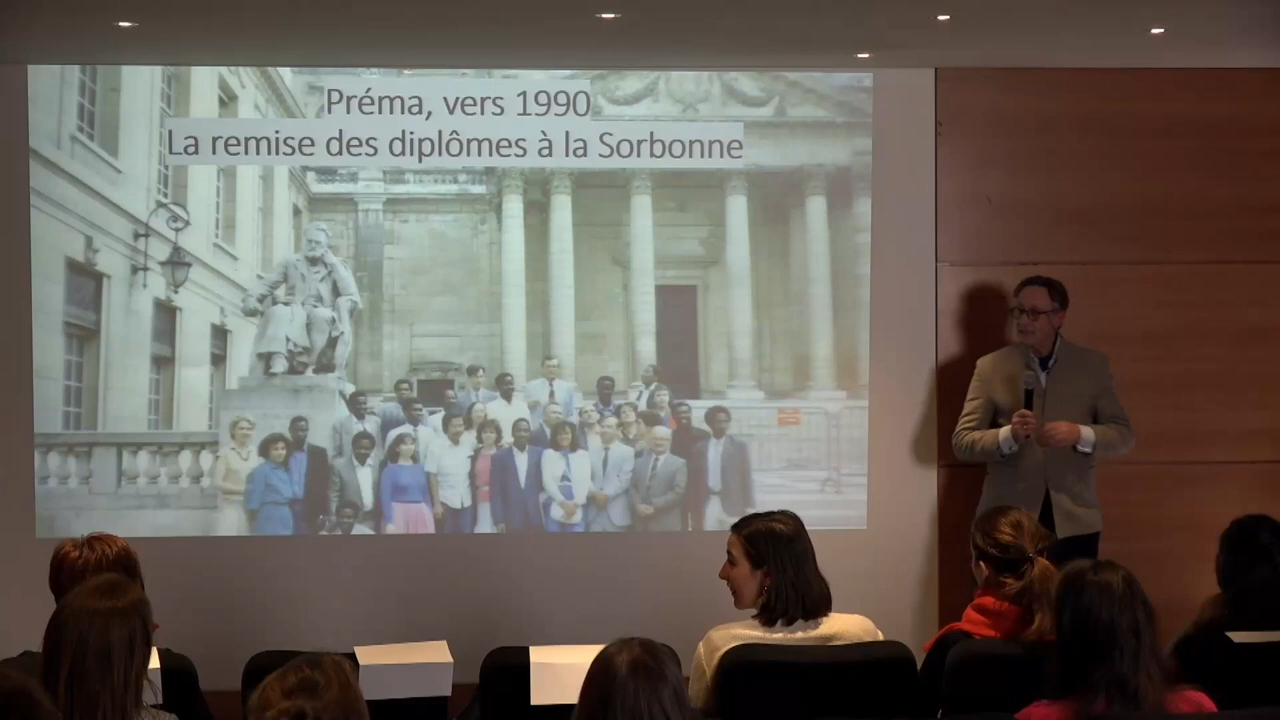 Préma, vers 1990
La remise des diplômes à la Sorbonne